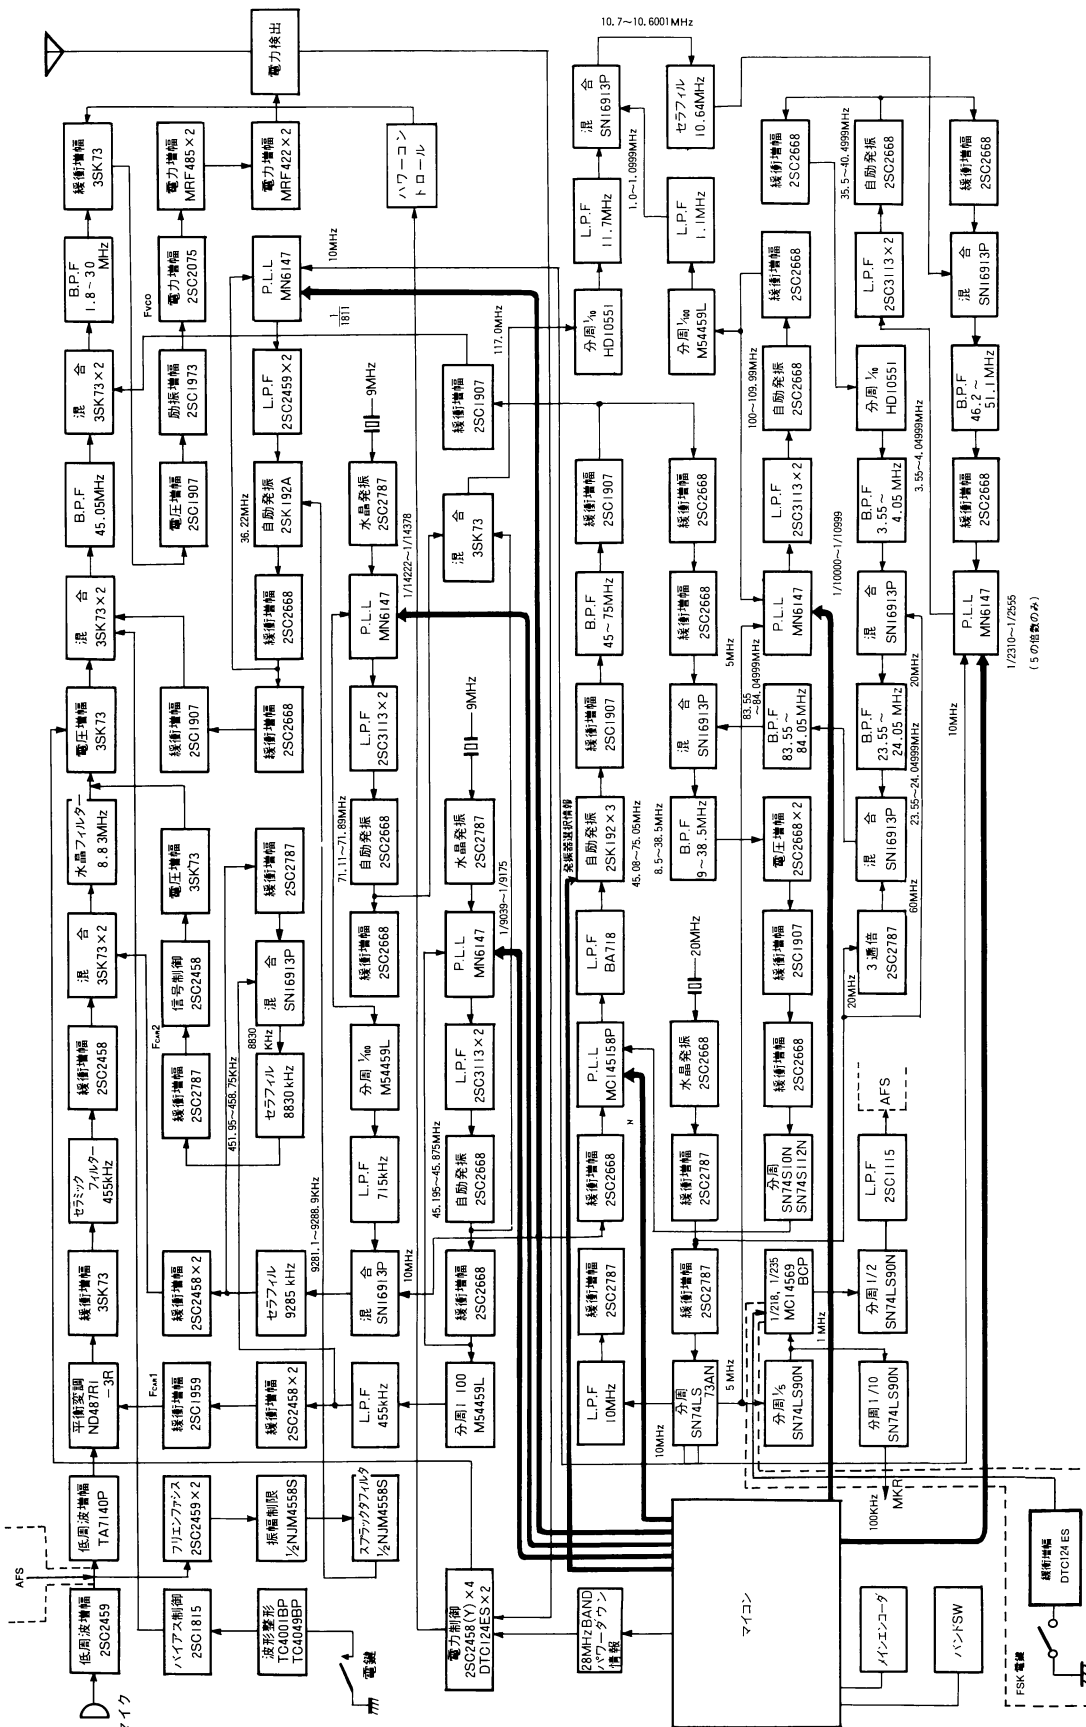 マイク
低周波増幅
2SC2459
AFS
低周波増幅
TA7140P
平衡変調
ND487R1
-3R
緩衝増幅
3SK73
セラミック
フィルター
455kHz
緩衝増幅
2SC2458
混 合
3SK73×2
水晶フィルター
8.83MHz
電圧増幅
3SK73
混 合
3SK73×2
B.P.F
45.05MHz
混 合
3SK73×2
B.P.F
1.8~30
MHz
緩衝増幅
3SK73
バイアス制御
2SC1815
プリエンファシス
2SC2459×2
FCAR1
緩衝増幅
2SC1959
緩衝増幅
2SC2458×2
緩衝増幅
2SC2787
FCAR2
信号制御
2SC2458
電圧増幅
3SK73
緩衝増幅
2SC1907
電圧増幅
2SC1907
励振増幅
2SC1973
FVCO
電力増幅
2SC2075
電力増幅
MRF485×2
波形整形
TC4001BP
TC4049BP
振幅制限
½NJM4558S
緩衝増幅
2SC2458×2
セラフィル
9285kHz
451.95~458.75KHz
セラフィル
8830kHz
8830
KHz
混 合
SN16913P
緩衝増幅
2SC2787
緩衝増幅
2SC2668
緩衝増幅
2SC2668
36.22MHz
自励発振
2SK192A
L.P.F
2SC2459×2
P.L.L
MN6147
電力増幅
MRF422×2
電力検出
電鍵
スプラッタフィルタ
½NJM4558S
L.P.F
455kHz
9281.1~9288.9KHz
混 合
SN16913P
10MHz
L.P.F
715kHz
分周 1/100
M54459L
緩衝増幅
2SC2668
71.11~71.89MHz
自励発振
2SC2668
L.P.F
2SC3113×2
P.L.L
MN6147
1/14222~1/14378
水晶発振
2SC2787
9MHz
1/1811
10MHz
パワーコン
トロール
電力制御
2SC2458(Y)×4
DTC124ES×2
分周 1 100
M54459L
緩衝増幅
2SC2668
45.195~45.875MHz
自励発振
2SC2668
L.P.F
2SC3113×2
P.L.L
MN6147
1/9039~1/9175
水晶発振
2SC2787
9MHz
混 合
3SK73
緩衝増幅
2SC1907
117.0MHz
28MHzBAND
パワーダウン
情報
L.P.F
10MHz
緩衝増幅
2SC2787
緩衝増幅
2SC2668
P.L.L
MC145158P
N
L.P.F
BA718
発振器選択情報
自励発振
2SK192×3
45.08~75.05MHz
緩衝増幅
2SC1907
B.P.F
45~75MHz
緩衝増幅
2SC1907
分周 1/10
HD10551
L.P.F
11.7MHz
混 合
SN16913P
10.7~10.6001MHz
マイコン
10MHz
分周
SN74LS
73AN
5MHz
緩衝増幅
2SC2787
緩衝増幅
2SC2787
水晶発振
2SC2668
20MHz
8.5~38.5MHz
B.P.F
9~38.5MHz
混 合
SN16913P
緩衝増幅
2SC2668
緩衝増幅
2SC2668
分周 1/100
M54459L
L.P.F
1.1MHz
1.0~1.0999MHz
セラフィル
10.64MHz
分周 1/5
SN74LS90N
1/218, 1/235
MC14569
BCP
分周
SN74S10N
SN74S112N
緩衝増幅
2SC2668
緩衝増幅
2SC1907
電圧増幅
2SC2668×2
B.P.F
83.55~
84.05MHz
83.55
~84.04999MHz
5MHz
P.L.L
MN6147
1/10000~1/10999
L.P.F
2SC3113×2
自励発振
2SC2668
100~109.99MHz
緩衝増幅
2SC2668
緩衝増幅
2SC2668
100KHz
MKR
分周 1/10
SN74LS90N
1MHz
分周 1/2
SN74LS90N
L.P.F
2SC1115
AFS
20MHz
3逓倍
2SC2787
60MHz
混 合
SN16913P
23.55~24.04999MHz
B.P.F
23.55~
24.05MHz
20MHz
混 合
SN16913P
B.P.F
3.55~
4.05MHz
分周 1/10
HD10551
L.P.F
2SC3113×2
自励発振
2SC2668
35.5~40.4999MHz
メインエンコーダ
バンドSW
10MHz
P.L.L
MN6147
1/2310~1/2555
(5の倍数のみ)
3.55~4.04999MHz
緩衝増幅
2SC2668
B.P.F
46.2~
51.1MHz
混 合
SN16913P
緩衝増幅
2SC2668
FSK電鍵
緩衝増幅
DTC124ES